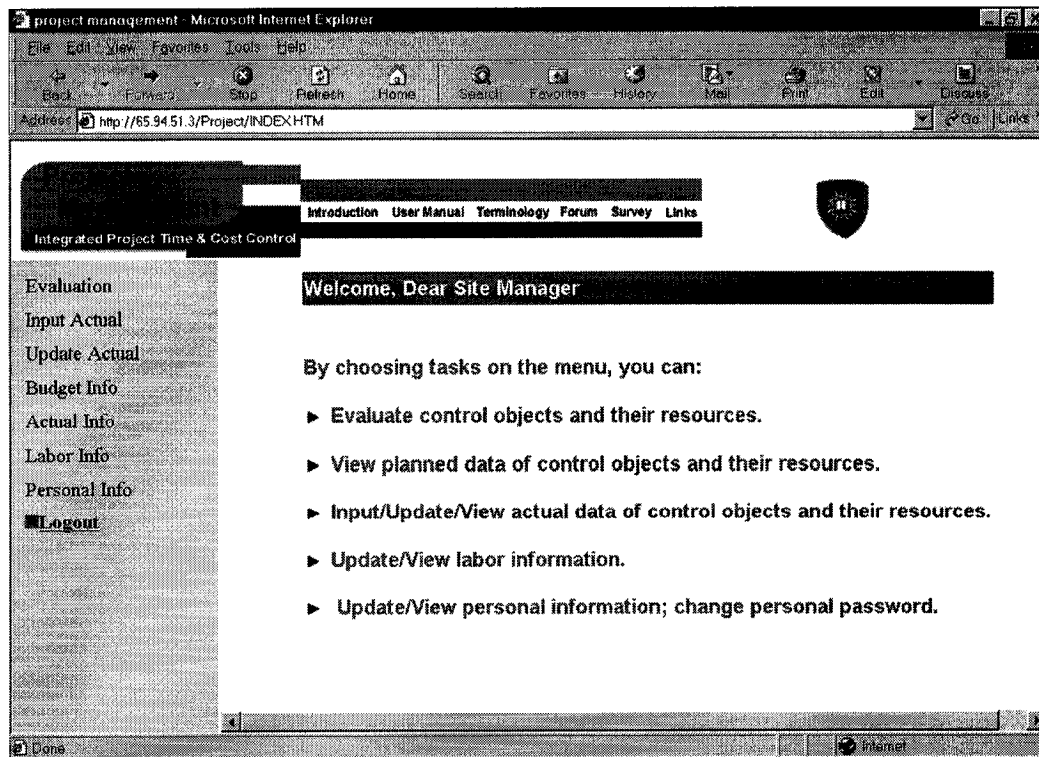 project management - Microsoft Internet Explorer
File Edit View Favorites Tools Help
Back Forward Stop Refresh Home Search Favorites History Mail Print Edit Discuss
Address http://65.94.51.3/Project/INDEX.HTM Go Links
Introduction User Manual Terminology Forum Survey Links
Integrated Project Time & Cost Control
Evaluation
Input Actual
Update Actual
Budget Info
Actual Info
Labor Info
Personal Info
Logout
Welcome, Dear Site Manager
By choosing tasks on the menu, you can:
► Evaluate control objects and their resources.
► View planned data of control objects and their resources.
► Input/Update/View actual data of control objects and their resources.
► Update/View labor information.
► Update/View personal information; change personal password.
Done Internet